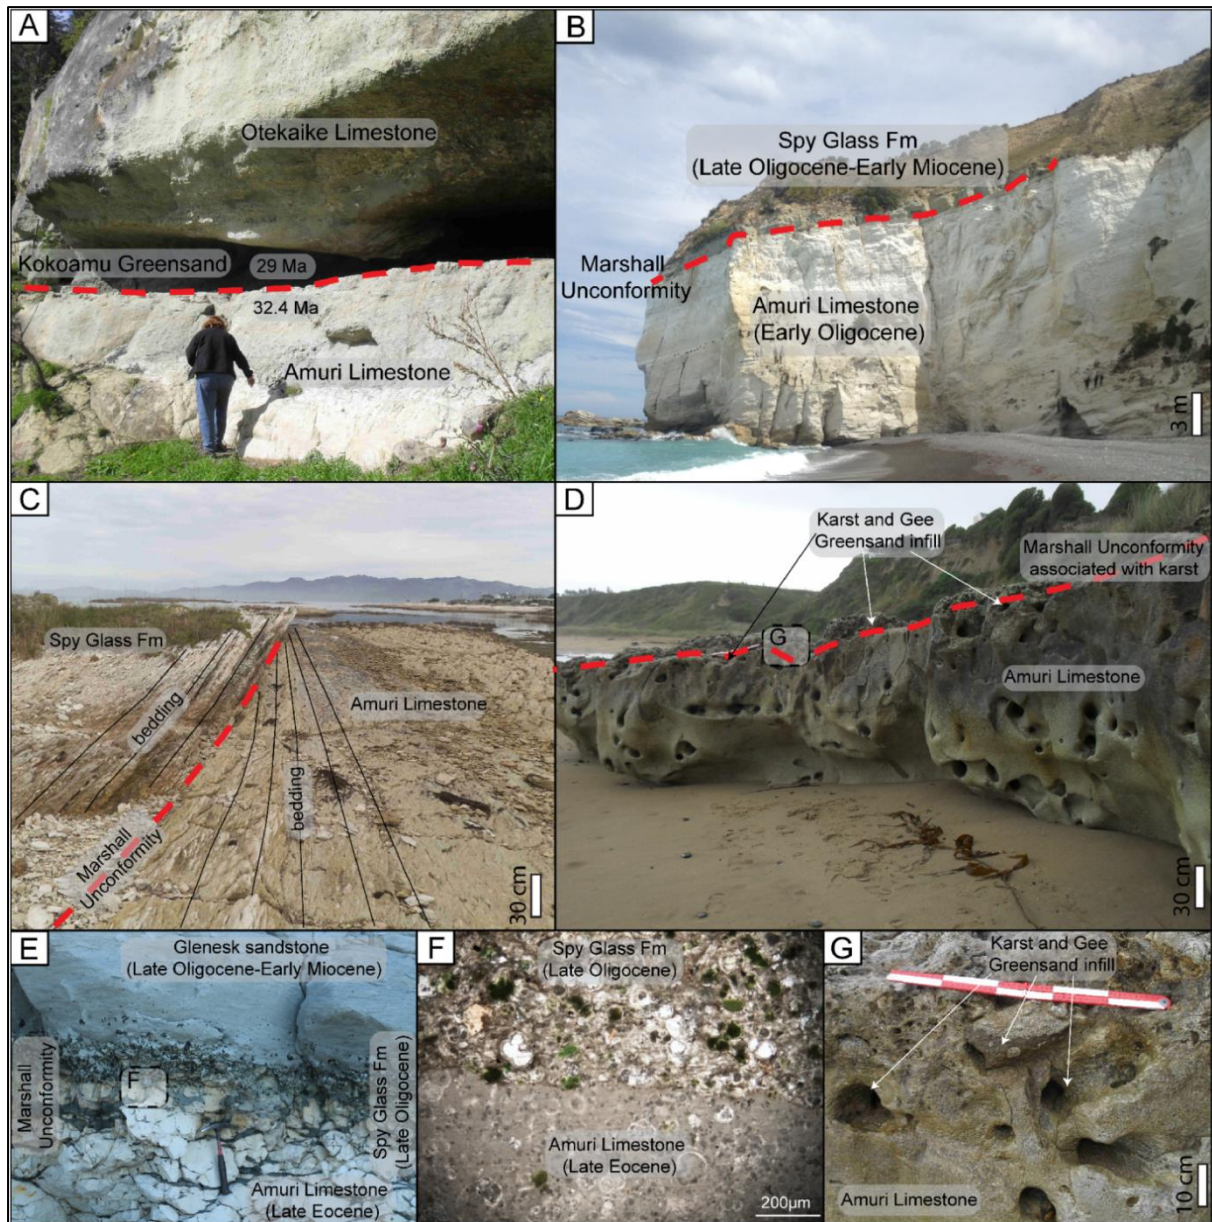 A
Otekaike Limestone
Kokoamu Greensand
29 Ma
32.4 Ma
Amuri Limestone
B
Spy Glass Fm
(Late Oligocene-Early Miocene)
Marshall
Unconformity
Amuri Limestone
(Early Oligocene)
3 m
C
Spy Glass Fm
bedding
Amuri Limestone
bedding
Marshall
Unconformity
30 cm
D
Karst and Gee
Greensand infill
Marshall Unconformity
associated with karst
G
Amuri Limestone
30 cm
E
Glenesk sandstone
(Late Oligocene-Early Miocene)
Marshall
Unconformity
F
Spy Glass Fm
(Late Oligocene)
Amuri Limestone
(Late Eocene)
F
Spy Glass Fm
(Late Oligocene)
Amuri Limestone
(Late Eocene)
200µm
G
Karst and Gee
Greensand infill
Amuri Limestone
10 cm